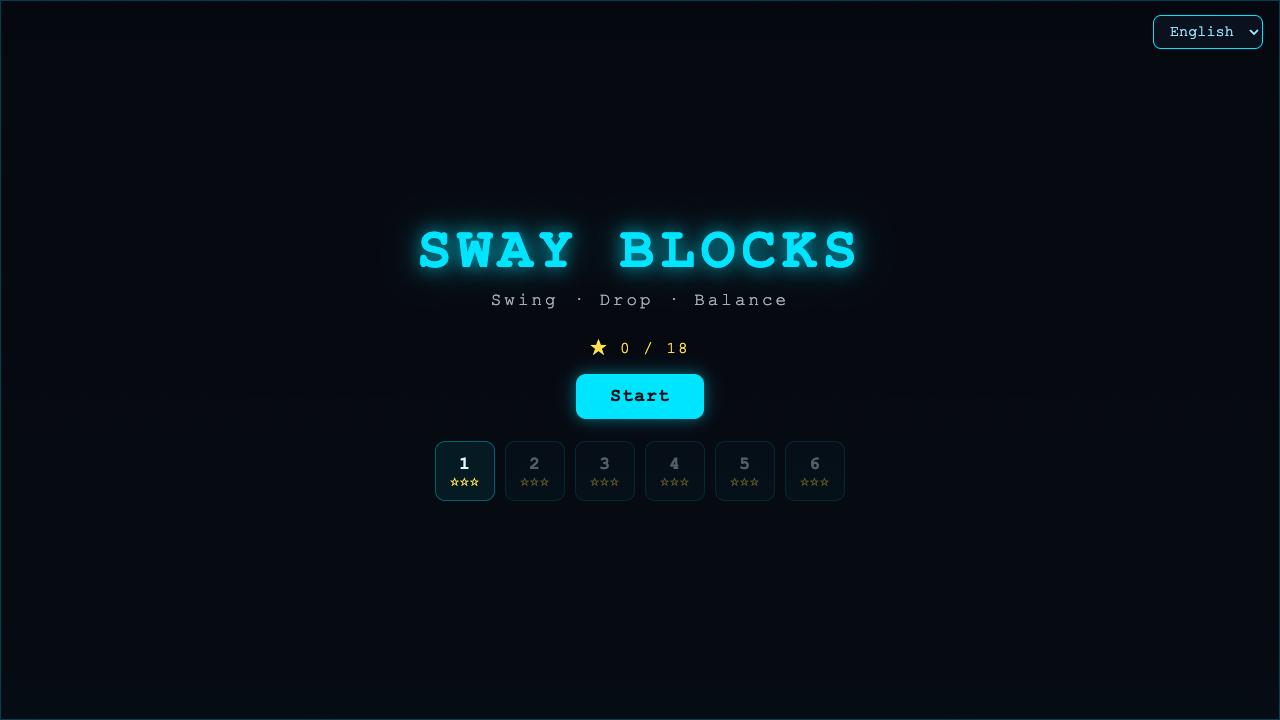 English
SWAY BLOCKS
Swing · Drop · Balance
★ 0 / 18
Start
1 2 3 4 5 6
☆☆☆ ☆☆☆ ☆☆☆ ☆☆☆ ☆☆☆ ☆☆☆